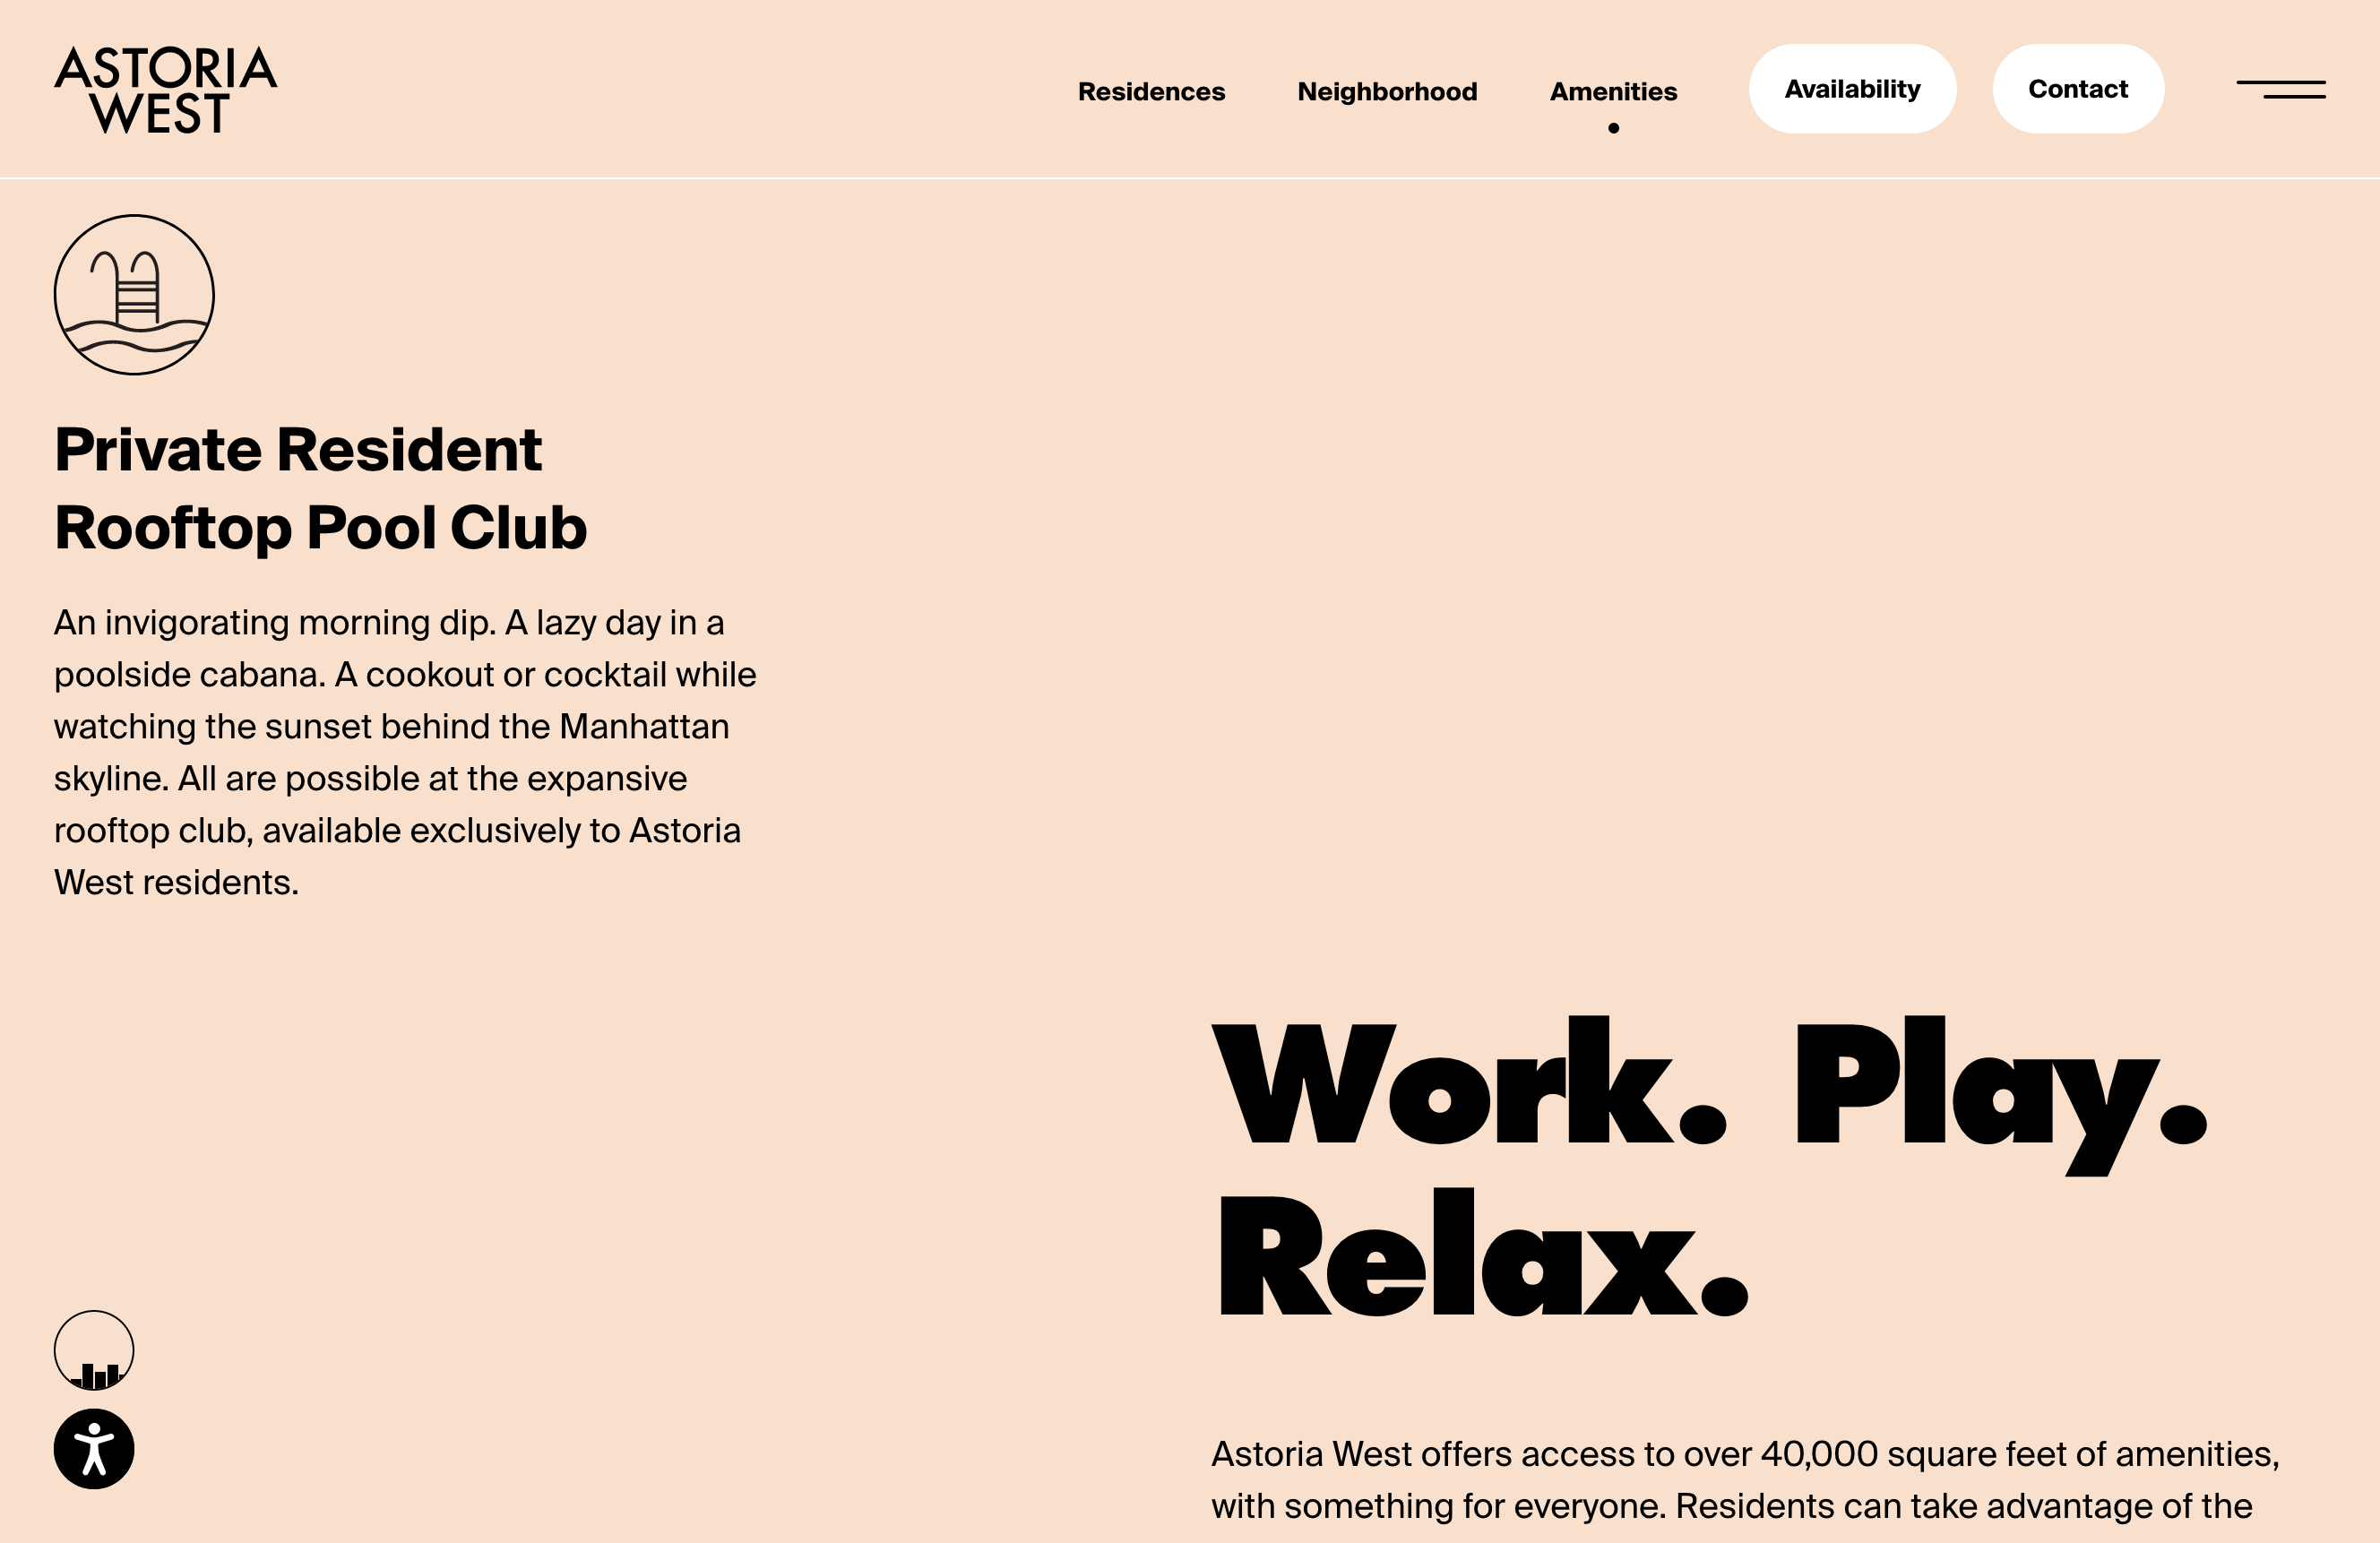 ASTORIA
WEST
Residences
Neighborhood
Amenities
Availability
Contact
Private Resident
Rooftop Pool Club
An invigorating morning dip. A lazy day in a
poolside cabana. A cookout or cocktail while
watching the sunset behind the Manhattan
skyline. All are possible at the expansive
rooftop club, available exclusively to Astoria
West residents.
Work. Play.
Relax.
Astoria West offers access to over 40,000 square feet of amenities,
with something for everyone. Residents can take advantage of the